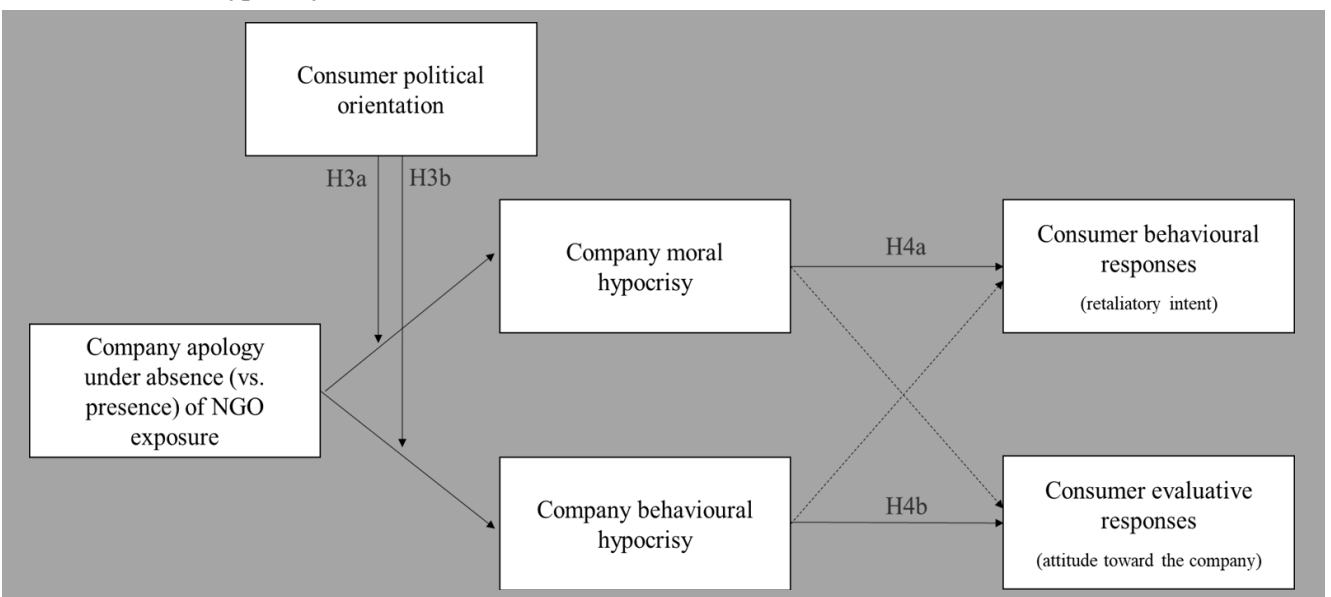 Consumer political
orientation
H3a
H3b
Company moral
hypocrisy
H4a
Consumer behavioural
responses
(retaliatory intent)
Company apology
under absence (vs.
presence) of NGO
exposure
Company behavioural
hypocrisy
H4b
Consumer evaluative
responses
(attitude toward the company)